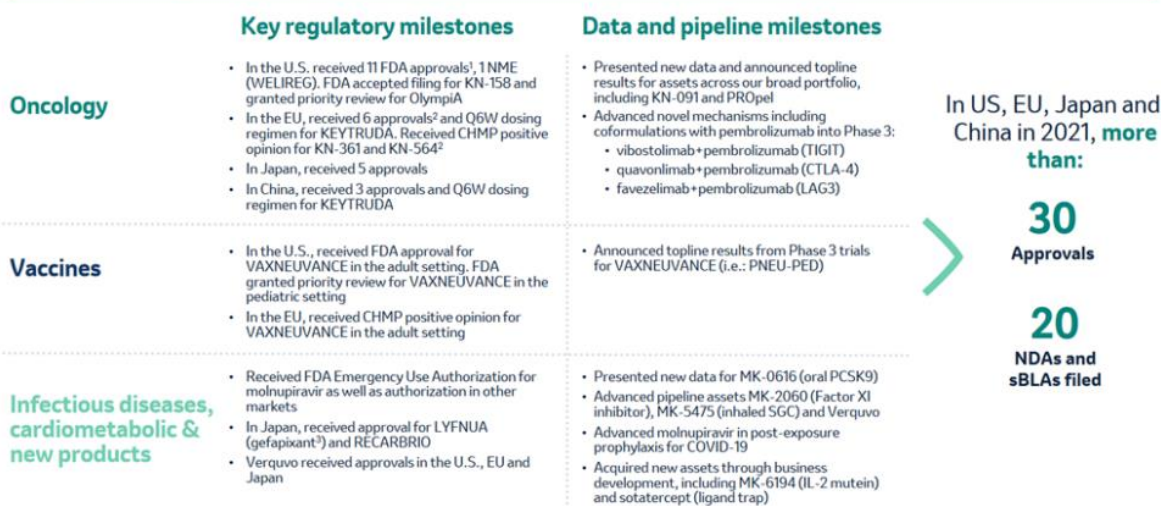 Key regulatory milestones
Data and pipeline milestones
Oncology
• In the U.S. received 11 FDA approvals¹, 1 NME
(WELIREG). FDA accepted filing for KN-158 and
granted priority review for OlympiA
• In the EU, received 6 approvals² and Q6W dosing
regimen for KEYTRUDA. Received CHMP positive
opinion for KN-361 and KN-564²
• In Japan, received 5 approvals
• In China, received 3 approvals and Q6W dosing
regimen for KEYTRUDA
• Presented new data and announced topline
results for assets across our broad portfolio,
including KN-091 and PROpel
• Advanced novel mechanisms including
coformulations with pembrolizumab into Phase 3:
• vibostolimab+pembrolizumab (TIGIT)
• quavonlimab+pembrolizumab (CTLA-4)
• favezelimab+pembrolizumab (LAG3)
Vaccines
• In the U.S., received FDA approval for
VAXNEUVANCE in the adult setting. FDA
granted priority review for VAXNEUVANCE in the
pediatric setting
• In the EU, received CHMP positive opinion for
VAXNEUVANCE in the adult setting
• Announced topline results from Phase 3 trials
for VAXNEUVANCE (i.e.: PNEU-PED)
Infectious diseases,
cardiometabolic &
new products
• Received FDA Emergency Use Authorization for
molnupiravir as well as authorization in other
markets
• In Japan, received approval for LYFNUA
(gefapixant³) and RECARBRIO
• Verquvo received approvals in the U.S., EU and
Japan
• Presented new data for MK-0616 (oral PCSK9)
• Advanced pipeline assets MK-2060 (Factor XI
inhibitor), MK-5475 (inhaled SGC) and Verquvo
• Advanced molnupiravir in post-exposure
prophylaxis for COVID-19
• Acquired new assets through business
development, including MK-6194 (IL-2 mutein)
and sotatercept (ligand trap)
In US, EU, Japan and
China in 2021, more
than:
30
Approvals
20
NDAs and
sBLAs filed